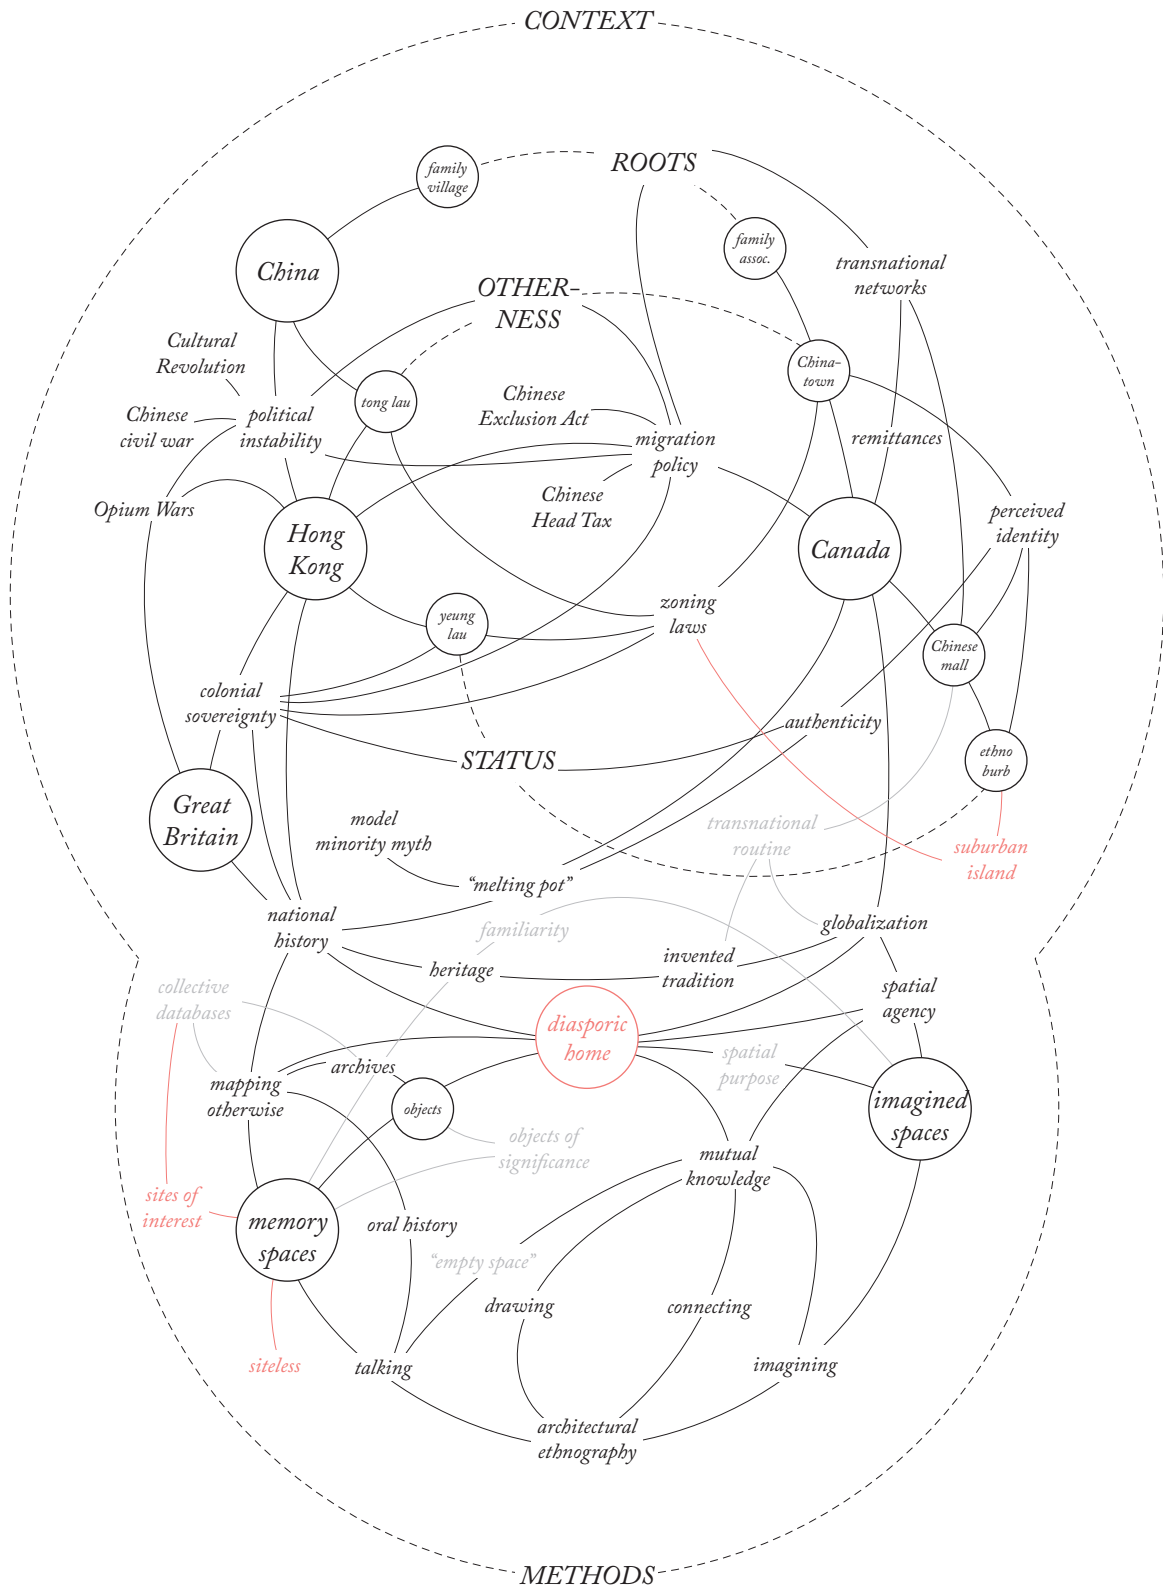 CONTEXT
family
village
ROOTS
family
assoc.
transnational
networks
China
OTHER-
NESS
Cultural
Revolution
China-
town
tong lau
Chinese
civil war
political
instability
Chinese
Exclusion Act
migration
policy
remittances
Chinese
Head Tax
Opium Wars
perceived
identity
Hong
Kong
Canada
yeung
lau
zoning
laws
Chinese
mall
colonial
sovereignty
authenticity
STATUS
ethno
burb
Great
Britain
model
minority myth
transnational
routine
suburban
island
“melting pot”
national
history
familiarity
globalization
heritage
invented
tradition
collective
databases
spatial
agency
diasporic
home
archives
spatial
purpose
mapping
otherwise
objects
imagined
spaces
objects of
significance
mutual
knowledge
sites of
interest
memory
spaces
oral history
“empty space”
drawing
connecting
siteless
talking
imagining
architectural
ethnography
METHODS